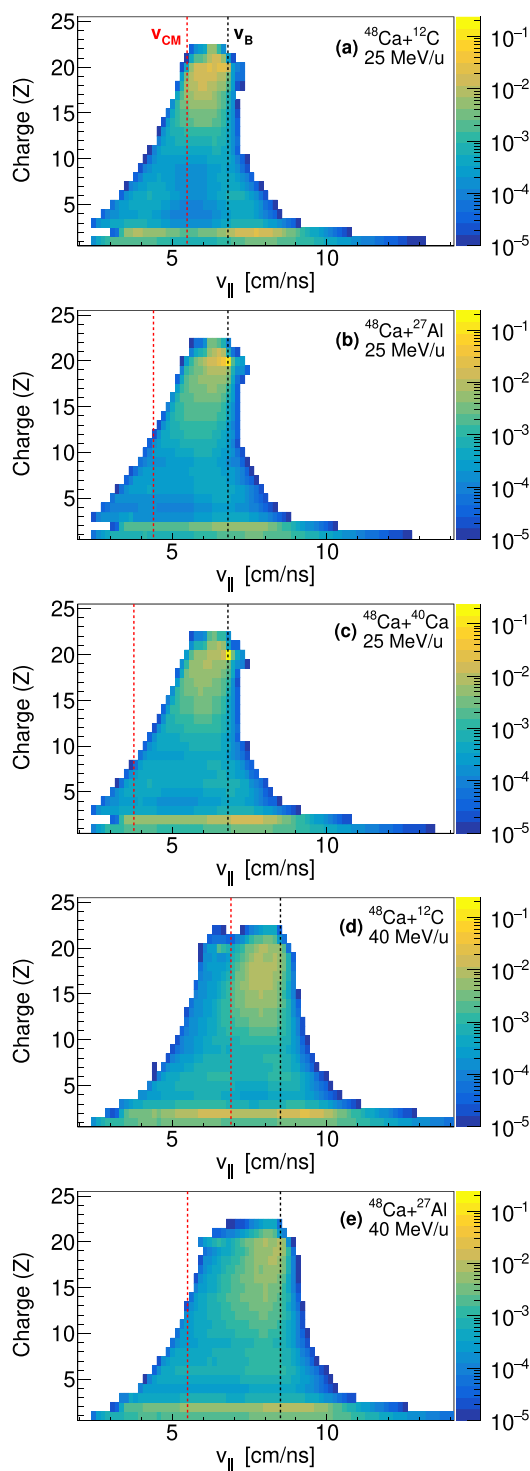 v_CM v_B
(a) ⁴⁸Ca+¹²C
25 MeV/u
Charge (Z)
25
20
15
10
5
5 10
v_|| [cm/ns]
10⁻¹
10⁻²
10⁻³
10⁻⁴
10⁻⁵
(b) ⁴⁸Ca+²⁷Al
25 MeV/u
Charge (Z)
25
20
15
10
5
5 10
v_|| [cm/ns]
10⁻¹
10⁻²
10⁻³
10⁻⁴
10⁻⁵
(c) ⁴⁸Ca+⁴⁰Ca
25 MeV/u
Charge (Z)
25
20
15
10
5
5 10
v_|| [cm/ns]
10⁻¹
10⁻²
10⁻³
10⁻⁴
10⁻⁵
(d) ⁴⁸Ca+¹²C
40 MeV/u
Charge (Z)
25
20
15
10
5
5 10
v_|| [cm/ns]
10⁻¹
10⁻²
10⁻³
10⁻⁴
10⁻⁵
(e) ⁴⁸Ca+²⁷Al
40 MeV/u
Charge (Z)
25
20
15
10
5
5 10
v_|| [cm/ns]
10⁻¹
10⁻²
10⁻³
10⁻⁴
10⁻⁵